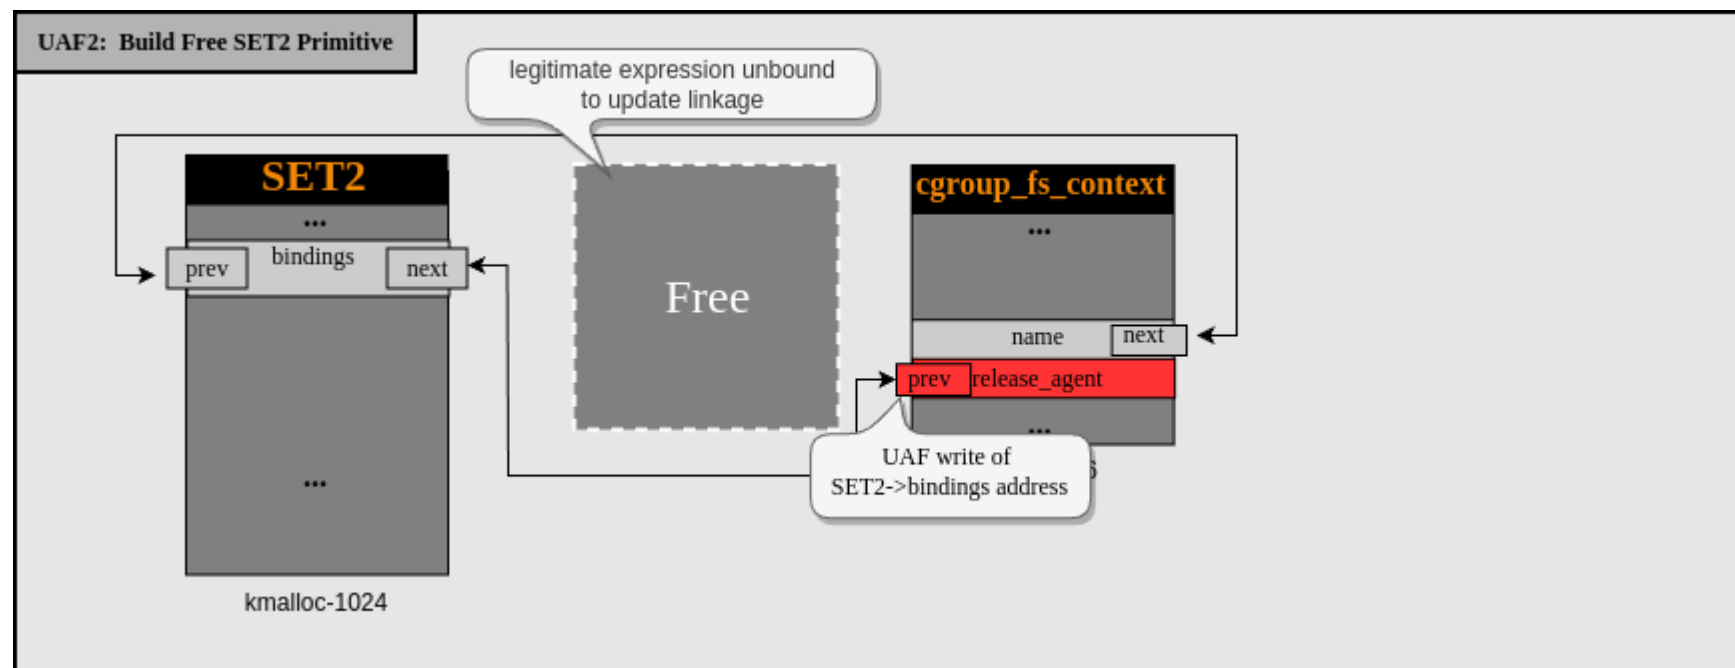 UAF2: Build Free SET2 Primitive
legitimate expression unbound
to update linkage
SET2
...
prev
bindings
next
...
kmalloc-1024
Free
cgroup_fs_context
...
name
next
prev
release_agent
...
UAF write of
SET2->bindings address